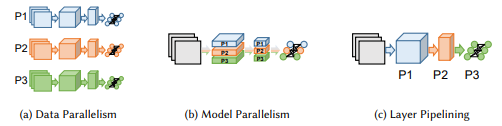 P1
P2
P3
P1
P2
P3
P1
P2
P3
P1 P2 P3
(a) Data Parallelism
(b) Model Parallelism
(c) Layer Pipelining